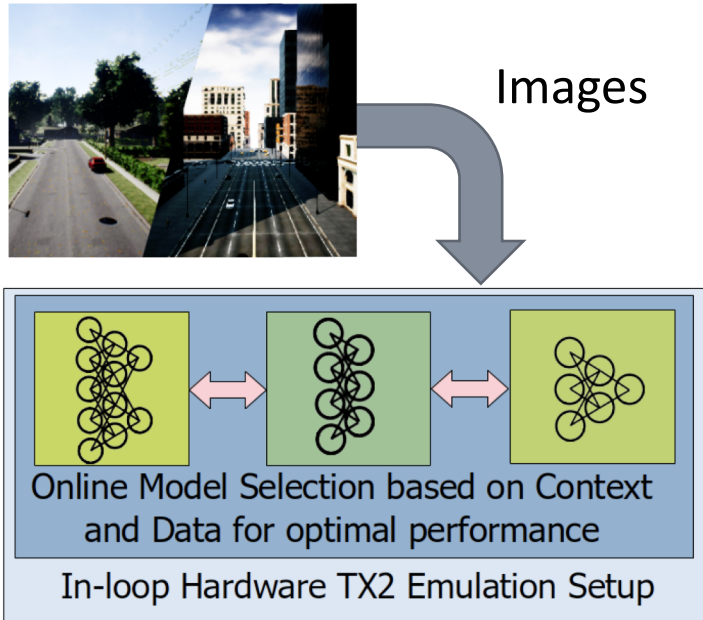 Images
Online Model Selection based on Context
and Data for optimal performance
In-loop Hardware TX2 Emulation Setup